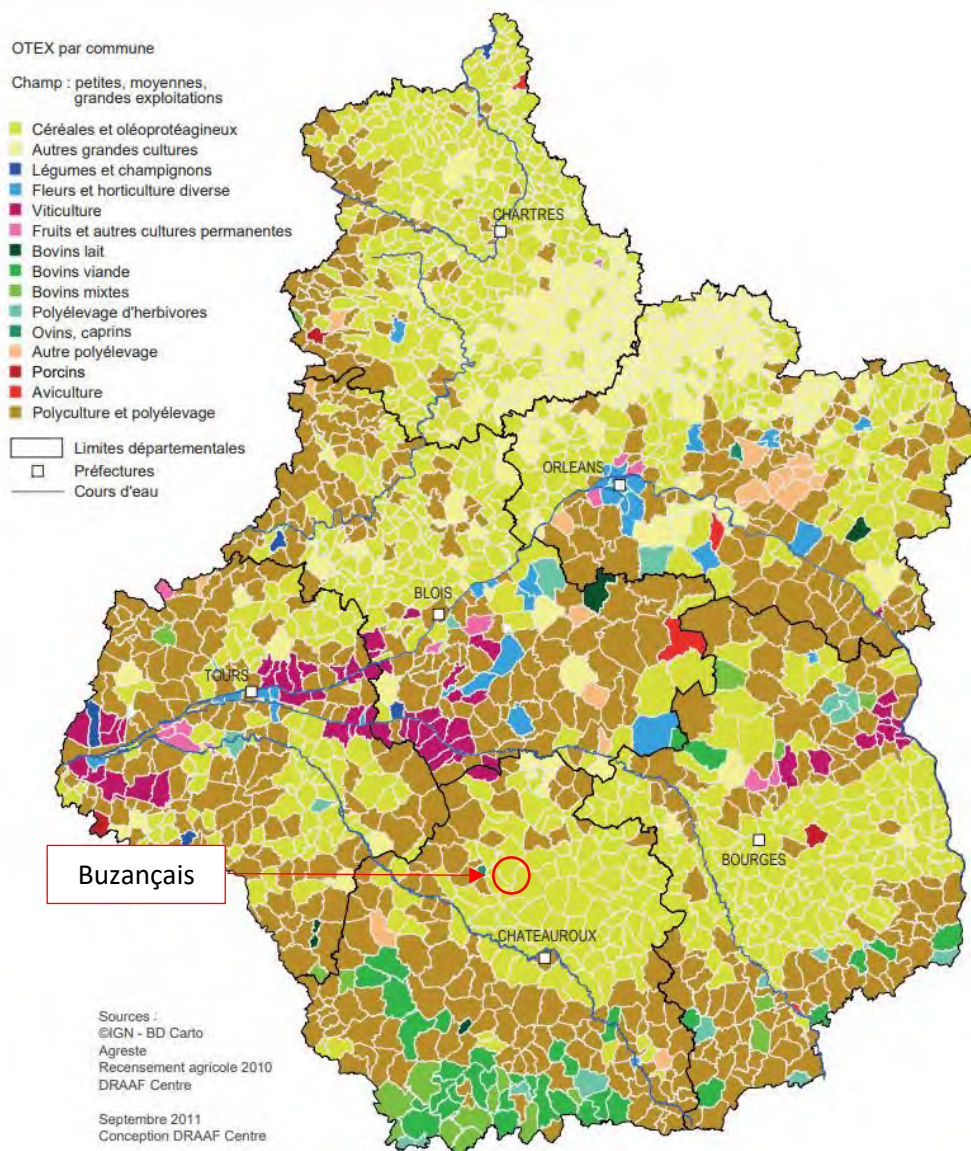 OTEX par commune
Champ : petites, moyennes,
grandes exploitations
Céréales et oléoprotéagineux
Autres grandes cultures
Légumes et champignons
Fleurs et horticulture diverse
Viticulture
Fruits et autres cultures permanentes
Bovins lait
Bovins viande
Bovins mixtes
Polyélevage d'herbivores
Ovins, caprins
Autre polyélevage
Porcins
Aviculture
Polyculture et polyélevage
Limites départementales
Préfectures
Cours d'eau
CHARTRES
ORLEANS
BLOIS
TOURS
BOURGES
Buzançais
CHATEAUROUX
Sources :
©IGN - BD Carto
Agreste
Recensement agricole 2010
DRAAF Centre
Septembre 2011
Conception DRAAF Centre